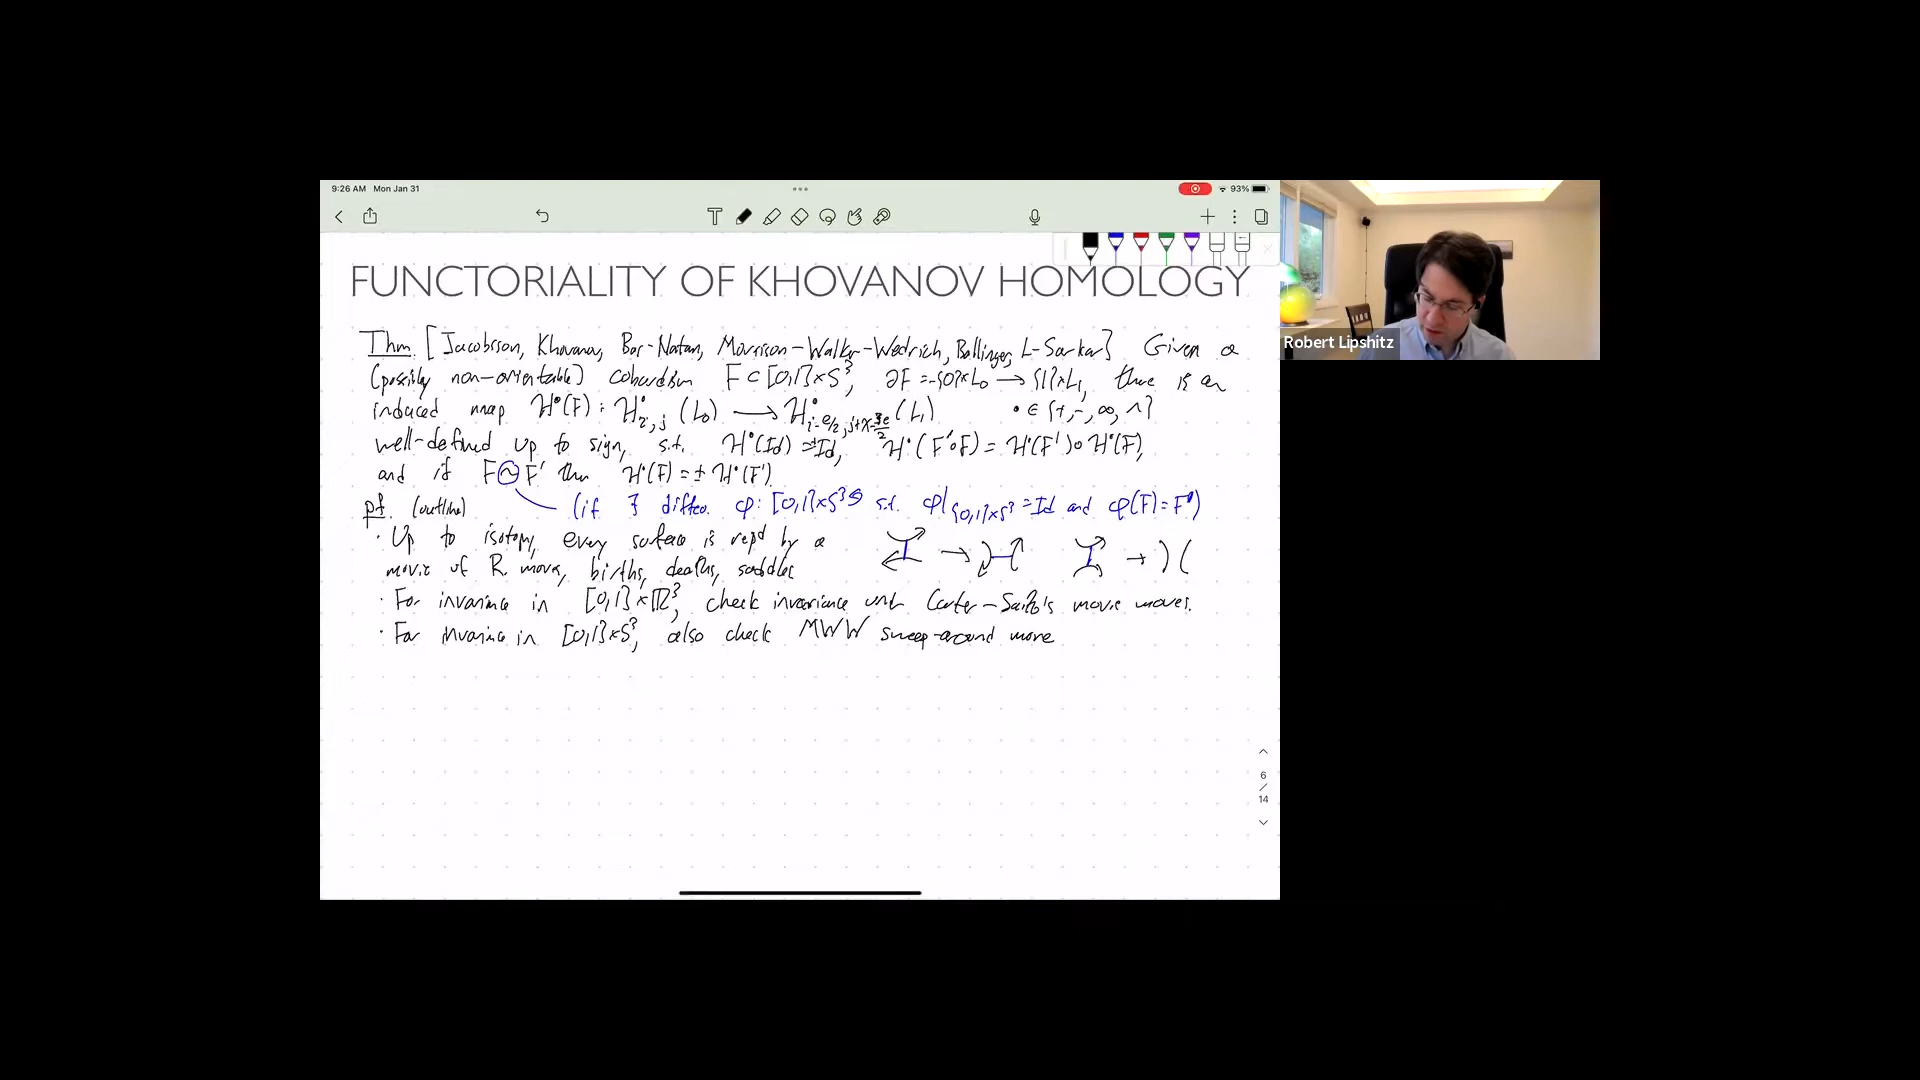 9:26 AM Mon Jan 31
93%
FUNCTORIALITY OF KHOVANOV HOMOLOGY
Thm [Jacobsson, Khovanov, Bar-Natan, Morrison-Walker-Wedrich, Ballinger, L-Sarkar] Given a
(possibly non-orientable) cobordism F ⊂ [0,1]×S³, ∂F = -{0}×L₀ → {1}×L₁, there is an
induced map H•(F) : H•_{i,j} (L₀) → H•_{i-e/2, j+χ-3e/2} (L₁) • ∈ {+,-,∞,∧}
well-defined up to sign, s.t. H•(Id) = ±Id, H•(F'∘F) = H•(F')∘H•(F),
and if F ~ F' then H•(F) = ± H•(F').
(if ∃ diffeo. φ: [0,1]×S³ s.t. φ|_{{0,1}×S³} = Id and φ(F) = F')
pf. (outline)
· Up to isotopy, every surface is rep'd by a
movie of R. moves, births, deaths, saddles
· For invariance in [0,1]×ℝ³, check invariance under Carter-Saito's movie moves.
· For invariance in [0,1]×S³, also check MWW sweep-around move
6
/
14
Robert Lipshitz